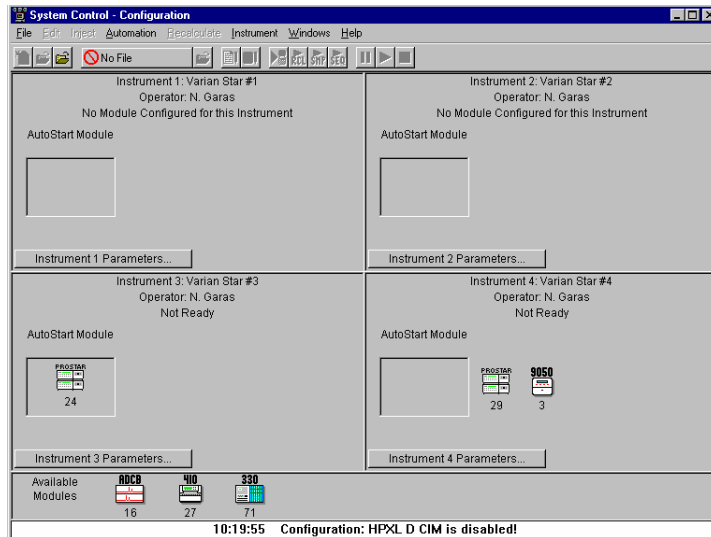 System Control - Configuration
File Edit Inject Automation Recalculate Instrument Windows Help
No File RCL SMP SEQ
Instrument 1: Varian Star #1
Operator: N. Garas
No Module Configured for this Instrument
AutoStart Module
Instrument 1 Parameters...
Instrument 2: Varian Star #2
Operator: N. Garas
No Module Configured for this Instrument
AutoStart Module
Instrument 2 Parameters...
Instrument 3: Varian Star #3
Operator: N. Garas
Not Ready
AutoStart Module
PROSTAR
24
Instrument 3 Parameters...
Instrument 4: Varian Star #4
Operator: N. Garas
Not Ready
AutoStart Module
PROSTAR 9050
29 3
Instrument 4 Parameters...
Available Modules
ADCB 410 330
16 27 71
10:19:55 Configuration: HPXL D CIM is disabled!